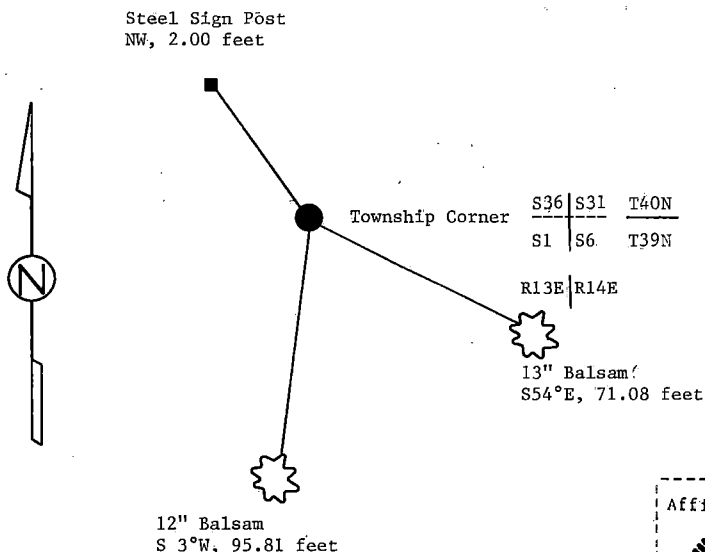 Steel Sign Post
NW, 2.00 feet
Township Corner
S36 S31 T40N
S1 S6 T39N
R13E R14E
N
13" Balsam
S54°E, 71.08 feet
12" Balsam
S 3°W, 95.81 feet